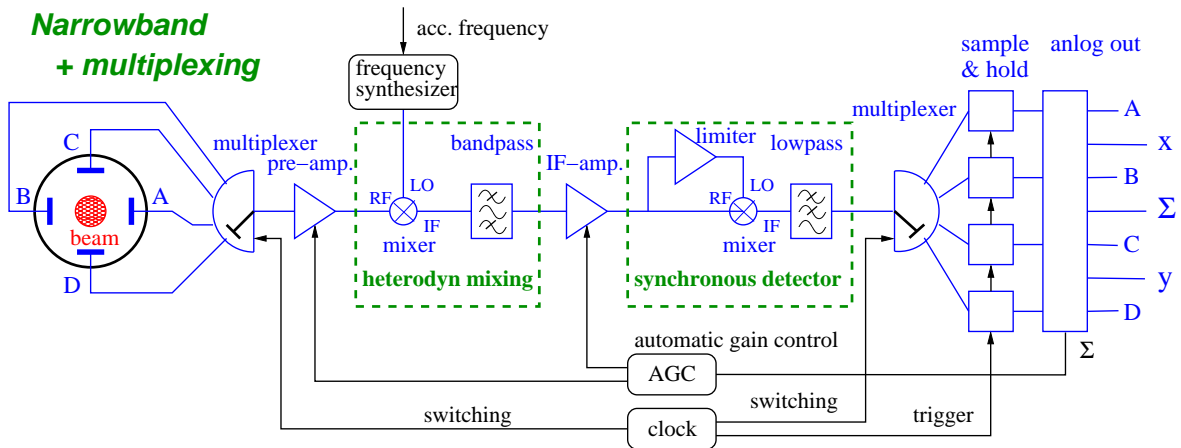 Narrowband
+ multiplexing
acc. frequency
frequency
synthesizer
sample
& hold
anlog out
multiplexer
C
B
A
D
beam
multiplexer
pre-amp.
RF
LO
IF
mixer
bandpass
heterodyn mixing
IF-amp.
limiter
lowpass
RF
LO
IF
mixer
synchronous detector
A
x
B
Σ
C
y
D
Σ
automatic gain control
AGC
switching
clock
switching
trigger